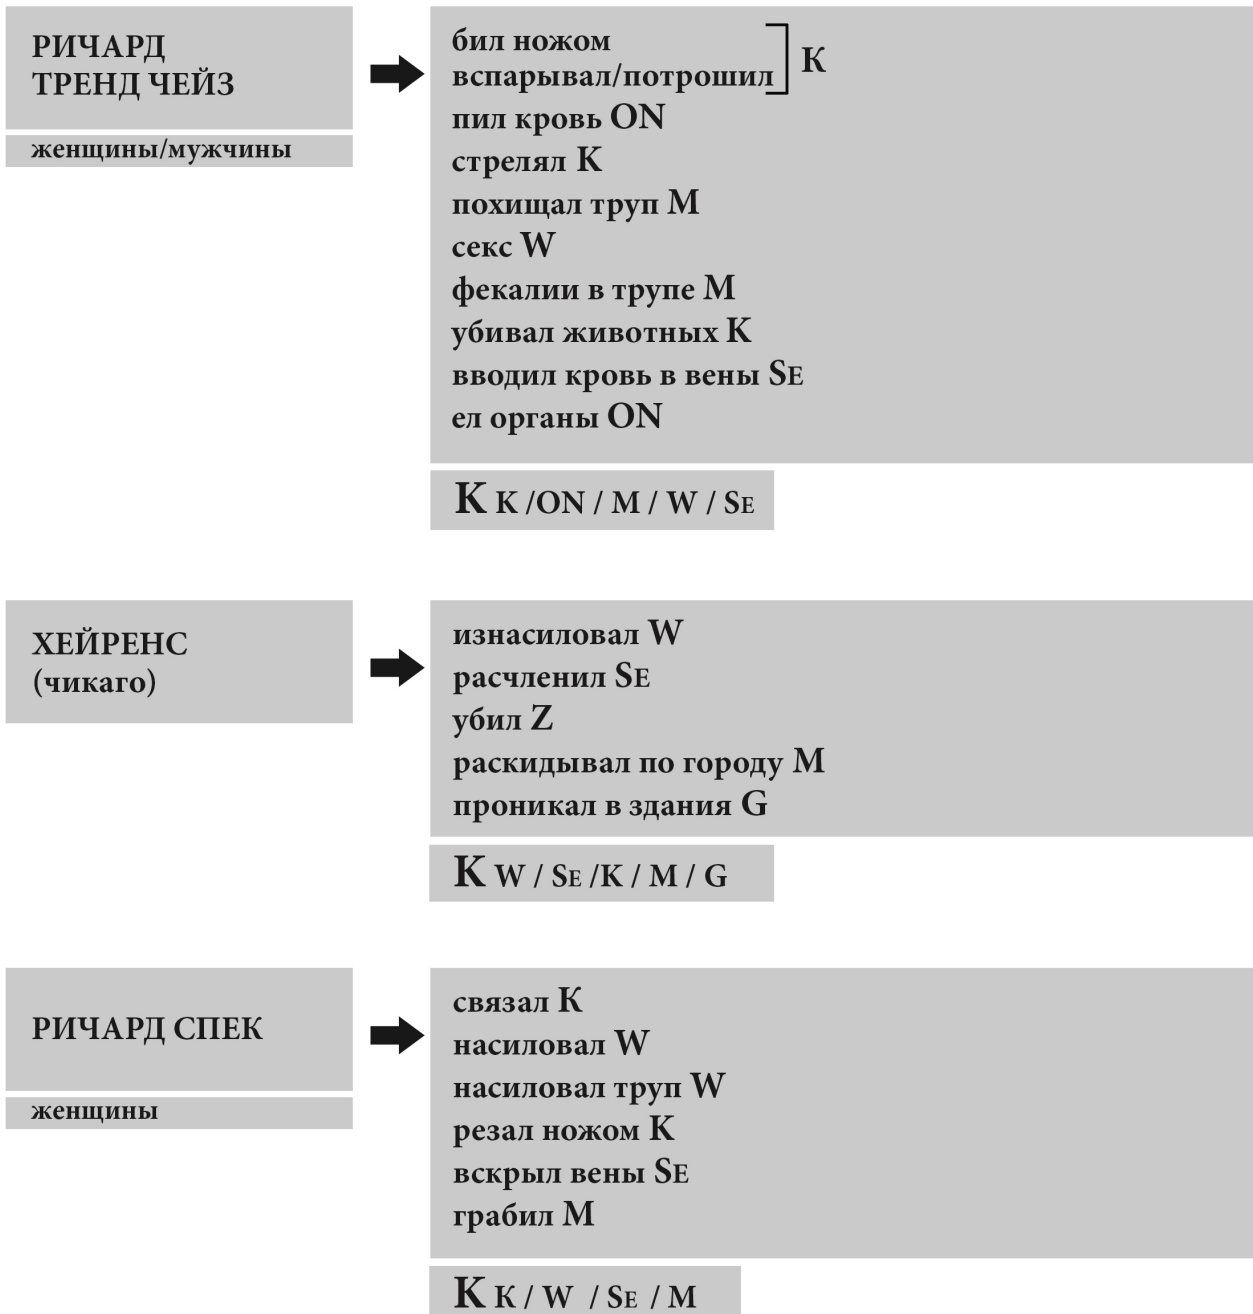 РИЧАРД
ТРЕНД ЧЕЙЗ
женщины/мужчины
бил ножом
вспарывал/потрошил
К
пил кровь ON
стрелял K
похищал труп M
секс W
фекалии в трупе M
убивал животных K
вводил кровь в вены SE
ел органы ON
K K /ON / M / W / SE
ХЕЙРЕНС
(чикаго)
изнасиловал W
расчленил SE
убил Z
раскидывал по городу M
проникал в здания G
K W / SE /K / M / G
РИЧАРД СПЕК
женщины
связал К
насиловал W
насиловал труп W
резал ножом K
вскрыл вены SE
грабил M
K К / W / SE / M